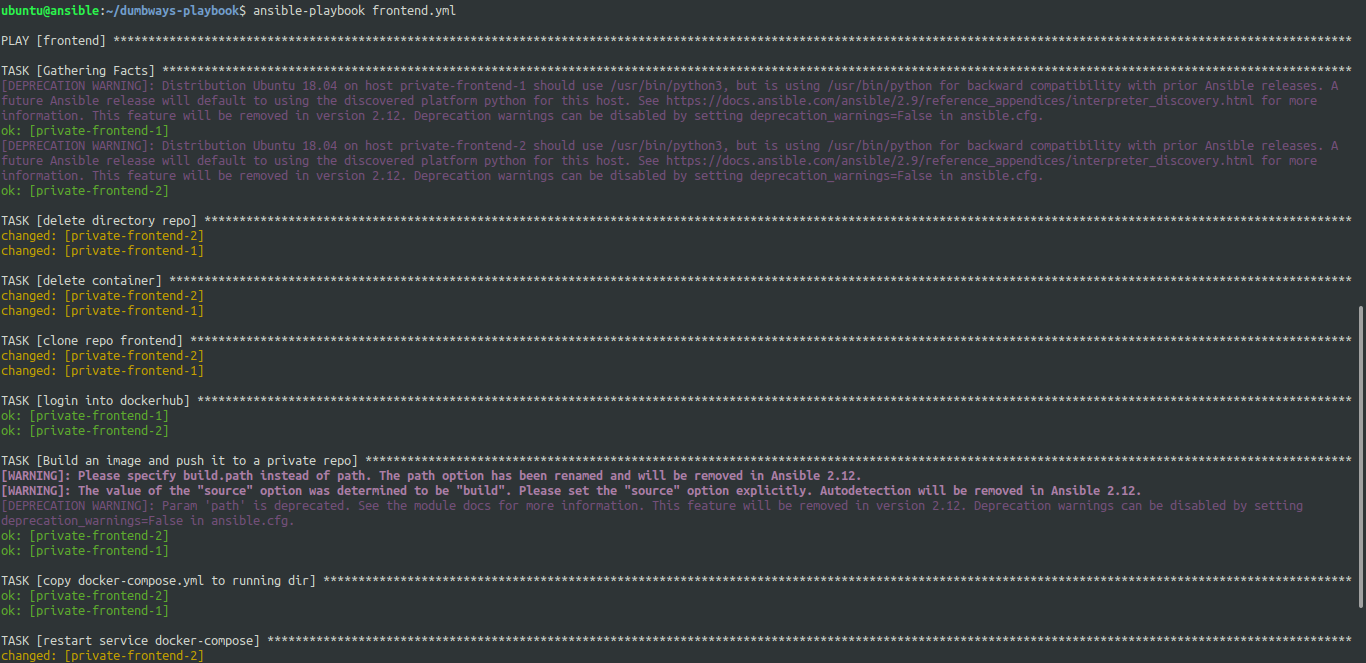 ubuntu@ansible:~/dumbways-playbook$ ansible-playbook frontend.yml
PLAY [frontend] *********************************************************************************************************************************************************************************
TASK [Gathering Facts] **************************************************************************************************************************************************************************
[DEPRECATION WARNING]: Distribution Ubuntu 18.04 on host private-frontend-1 should use /usr/bin/python3, but is using /usr/bin/python for backward compatibility with prior Ansible releases. A
future Ansible release will default to using the discovered platform python for this host. See https://docs.ansible.com/ansible/2.9/reference_appendices/interpreter_discovery.html for more
information. This feature will be removed in version 2.12. Deprecation warnings can be disabled by setting deprecation_warnings=False in ansible.cfg.
ok: [private-frontend-1]
[DEPRECATION WARNING]: Distribution Ubuntu 18.04 on host private-frontend-2 should use /usr/bin/python3, but is using /usr/bin/python for backward compatibility with prior Ansible releases. A
future Ansible release will default to using the discovered platform python for this host. See https://docs.ansible.com/ansible/2.9/reference_appendices/interpreter_discovery.html for more
information. This feature will be removed in version 2.12. Deprecation warnings can be disabled by setting deprecation_warnings=False in ansible.cfg.
ok: [private-frontend-2]
TASK [delete directory repo] ********************************************************************************************************************************************************************
changed: [private-frontend-2]
changed: [private-frontend-1]
TASK [delete container] *************************************************************************************************************************************************************************
changed: [private-frontend-2]
changed: [private-frontend-1]
TASK [clone repo frontend] **********************************************************************************************************************************************************************
changed: [private-frontend-2]
changed: [private-frontend-1]
TASK [login into dockerhub] *********************************************************************************************************************************************************************
ok: [private-frontend-1]
ok: [private-frontend-2]
TASK [Build an image and push it to a private repo] *********************************************************************************************************************************************
[WARNING]: Please specify build.path instead of path. The path option has been renamed and will be removed in Ansible 2.12.
[WARNING]: The value of the "source" option was determined to be "build". Please set the "source" option explicitly. Autodetection will be removed in Ansible 2.12.
[DEPRECATION WARNING]: Param 'path' is deprecated. See the module docs for more information. This feature will be removed in version 2.12. Deprecation warnings can be disabled by setting
deprecation_warnings=False in ansible.cfg.
ok: [private-frontend-2]
ok: [private-frontend-1]
TASK [copy docker-compose.yml to running dir] ***************************************************************************************************************************************************
ok: [private-frontend-2]
ok: [private-frontend-1]
TASK [restart service docker-compose] ***********************************************************************************************************************************************************
changed: [private-frontend-2]